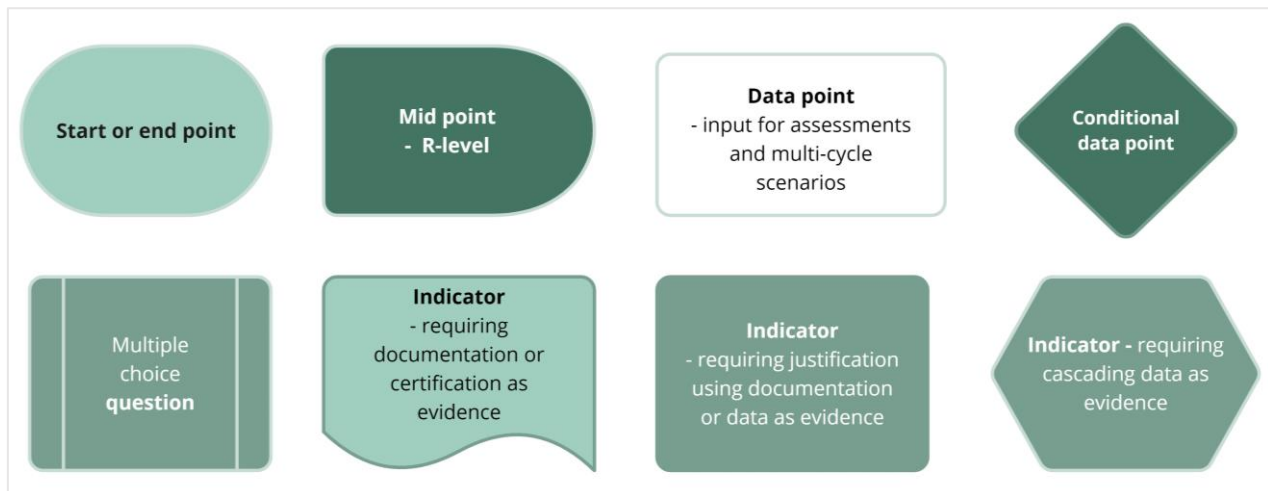 Start or end point
Mid point
- R-level
Data point
- input for assessments
and multi-cycle
scenarios
Conditional
data point
Multiple
choice
question
Indicator
- requiring
documentation or
certification as
evidence
Indicator
- requiring justification
using documentation
or data as evidence
Indicator - requiring
cascading data as
evidence